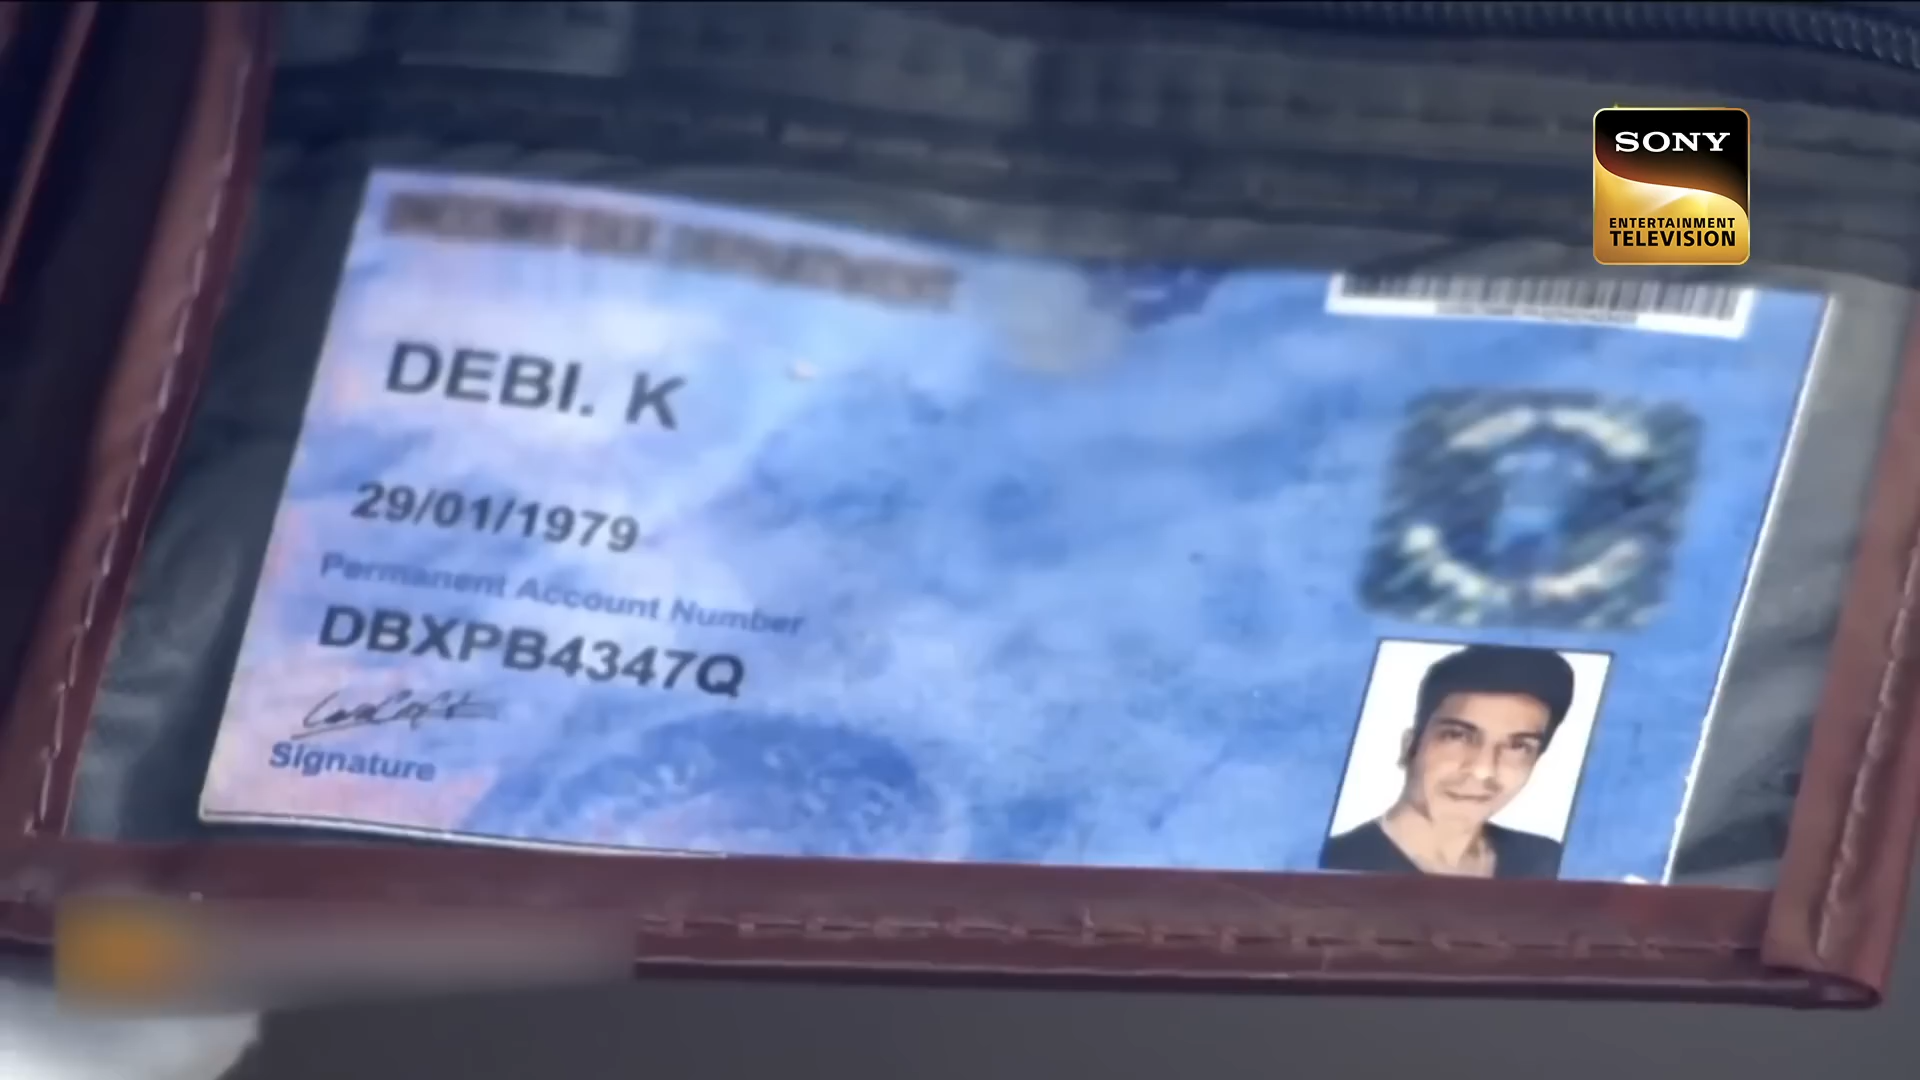 SONY
ENTERTAINMENT
TELEVISION
DEBI. K
29/01/1979
Permanent Account Number
DBXPB4347Q
Signature